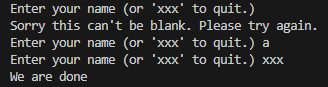 Enter your name (or 'xxx' to quit.)
Sorry this can't be blank. Please try again.
Enter your name (or 'xxx' to quit.) a
Enter your name (or 'xxx' to quit.) xxx
We are done